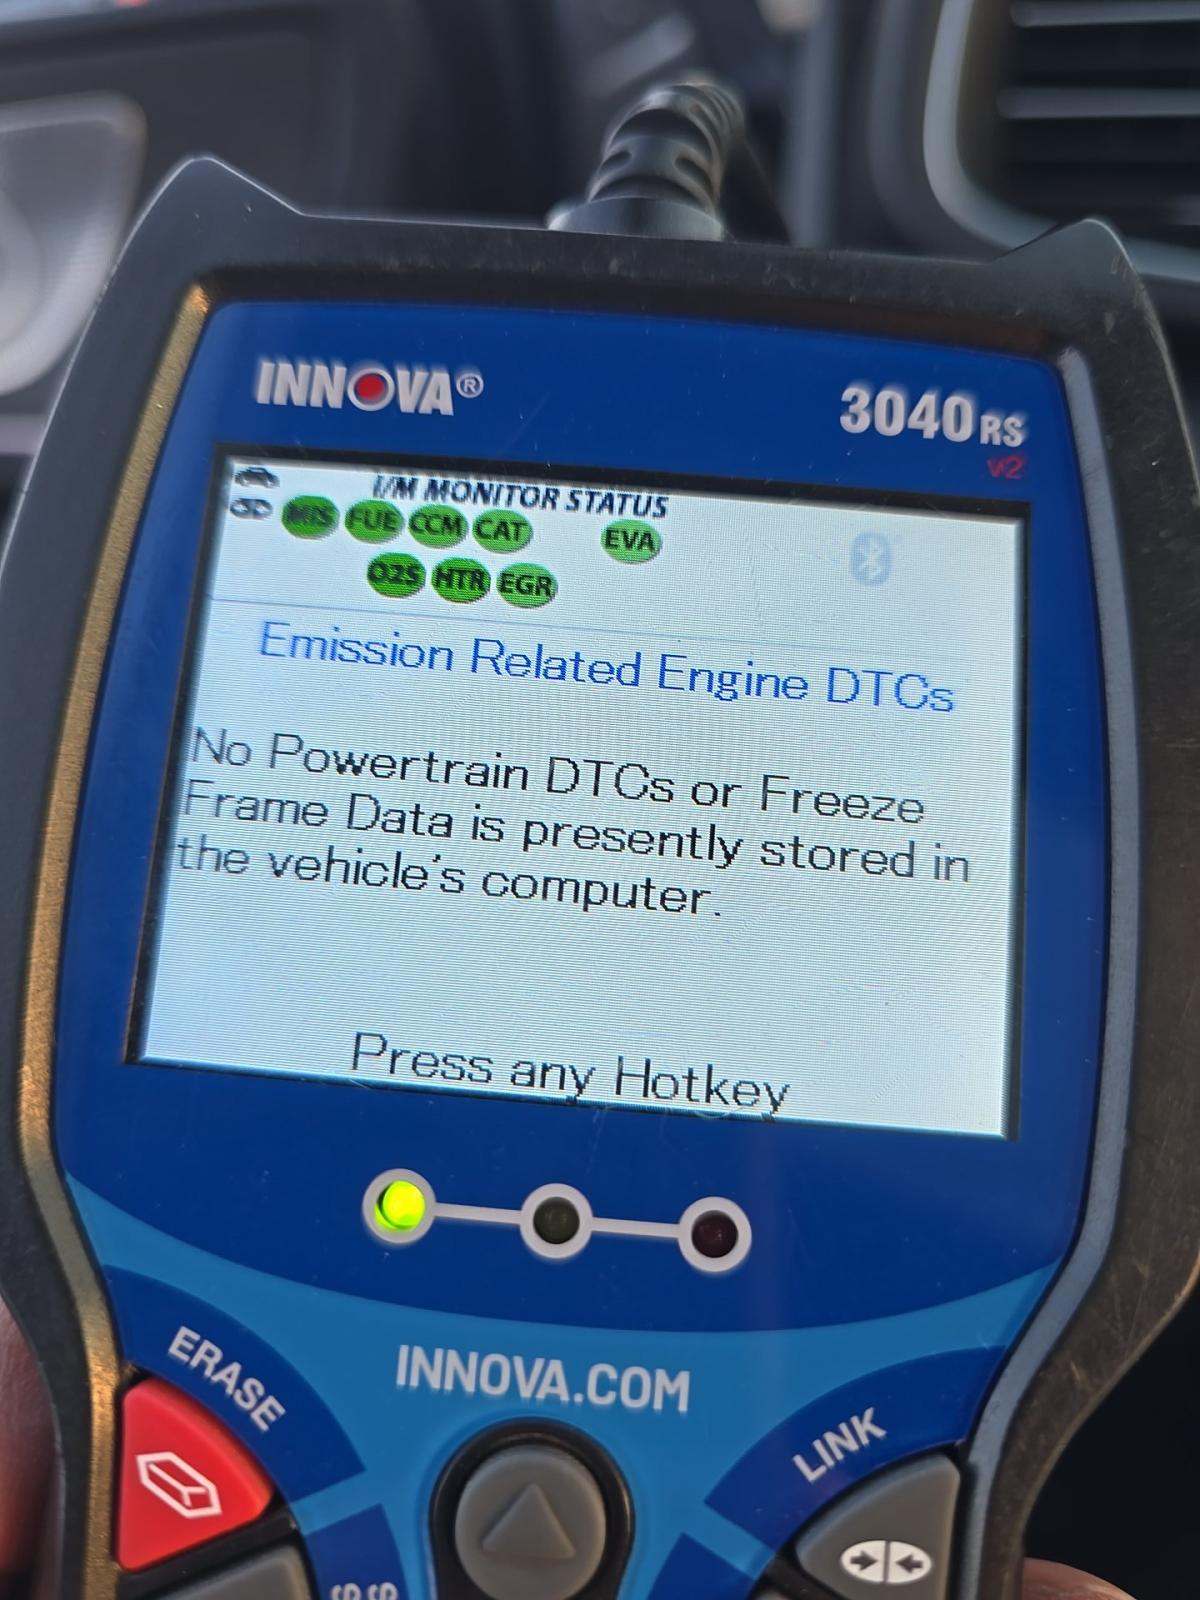 INNOVA®
3040RS
v2
I/M MONITOR STATUS
MIS FUE CCM CAT EVA
O2S HTR EGR
Emission Related Engine DTCs
No Powertrain DTCs or Freeze
Frame Data is presently stored in
the vehicle's computer.
Press any Hotkey
INNOVA.COM
ERASE
LINK